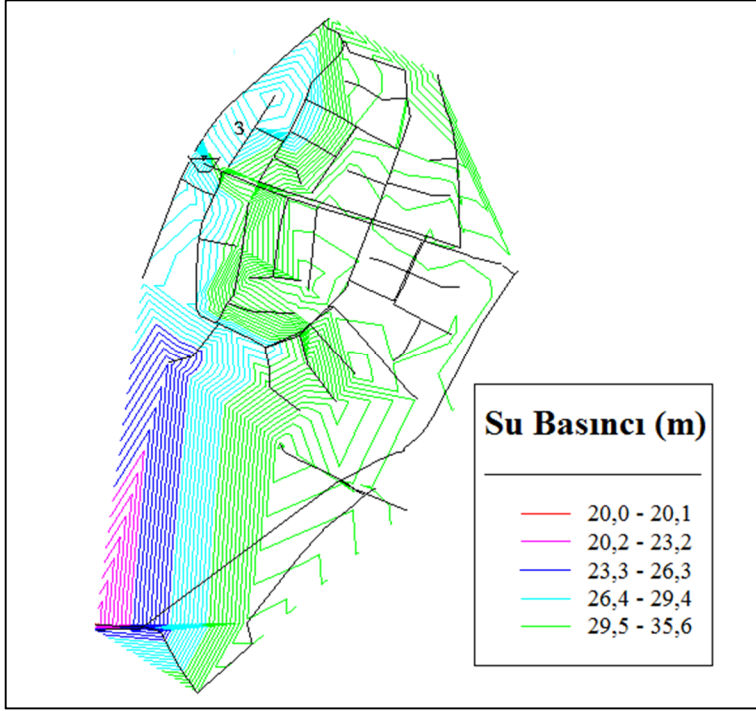 3
Su Basıncı (m)
20,0 - 20,1
20,2 - 23,2
23,3 - 26,3
26,4 - 29,4
29,5 - 35,6